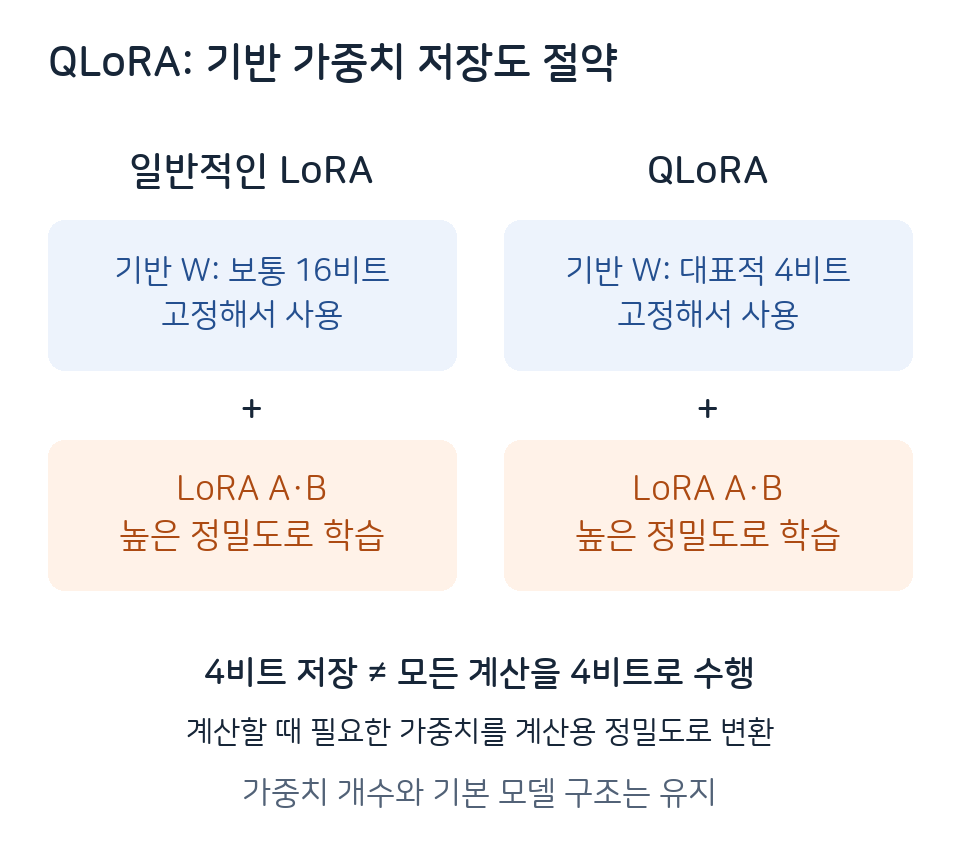 QLoRA: 기반 가중치 저장도 절약
일반적인 LoRA
기반 W: 보통 16비트
고정해서 사용
+
LoRA A·B
높은 정밀도로 학습
QLoRA
기반 W: 대표적 4비트
고정해서 사용
+
LoRA A·B
높은 정밀도로 학습
4비트 저장 ≠ 모든 계산을 4비트로 수행
계산할 때 필요한 가중치를 계산용 정밀도로 변환
가중치 개수와 기본 모델 구조는 유지